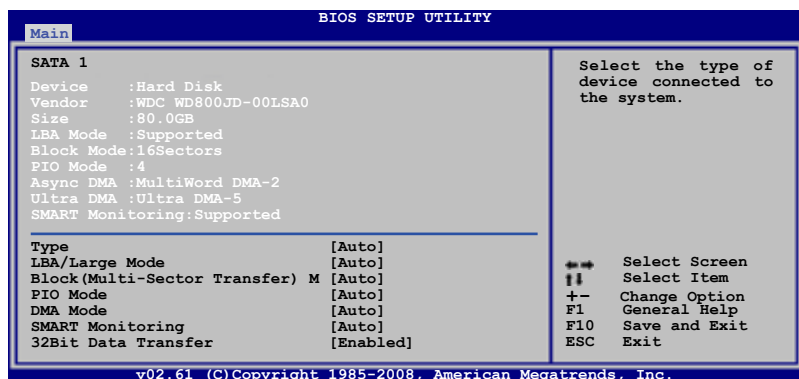 BIOS SETUP UTILITY
Main
SATA 1
Device :Hard Disk
Vendor :WDC WD800JD-00LSA0
Size :80.0GB
LBA Mode :Supported
Block Mode:16Sectors
PIO Mode :4
Async DMA :MultiWord DMA-2
Ultra DMA :Ultra DMA-5
SMART Monitoring:Supported
Type [Auto]
LBA/Large Mode [Auto]
Block(Multi-Sector Transfer) M [Auto]
PIO Mode [Auto]
DMA Mode [Auto]
SMART Monitoring [Auto]
32Bit Data Transfer [Enabled]
Select the type of
device connected to
the system.
←→ Select Screen
↑↓ Select Item
+- Change Option
F1 General Help
F10 Save and Exit
ESC Exit
v02.61 (C)Copyright 1985-2008, American Megatrends, Inc.